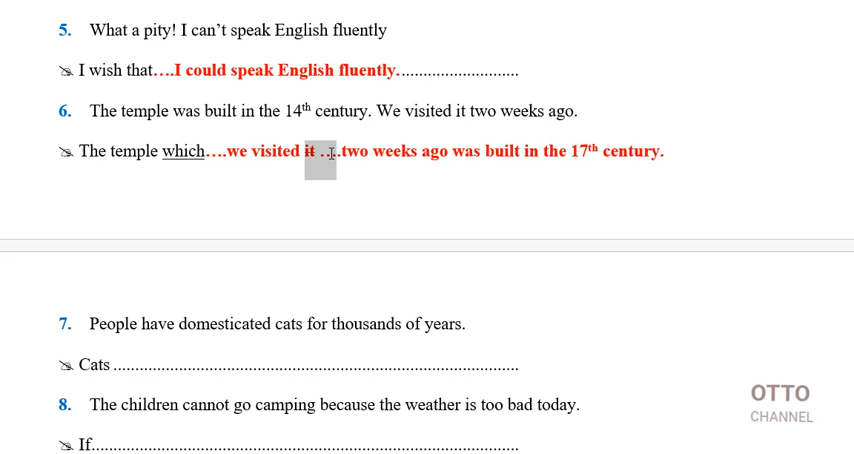 5. What a pity! I can't speak English fluently
I wish that….I could speak English fluently............................
6. The temple was built in the 14th century. We visited it two weeks ago.
The temple which….we visited it ….two weeks ago was built in the 17th century.
7. People have domesticated cats for thousands of years.
Cats ..............................................................................................
8. The children cannot go camping because the weather is too bad today.
If...................................................................................................
OTTO
CHANNEL